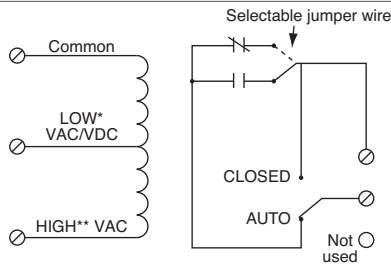 Selectable jumper wire
Common
LOW*
VAC/VDC
HIGH** VAC
CLOSED
AUTO
Not
used